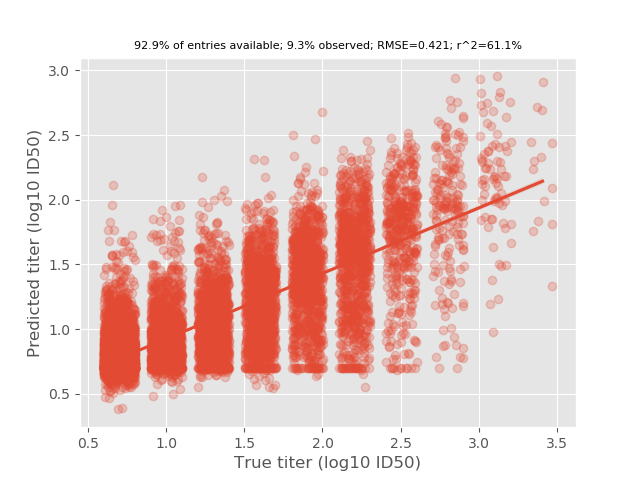 92.9% of entries available; 9.3% observed; RMSE=0.421; r^2=61.1%
3.0
2.5
2.0
1.5
1.0
0.5
Predicted titer (log10 ID50)
0.5 1.0 1.5 2.0 2.5 3.0 3.5
True titer (log10 ID50)